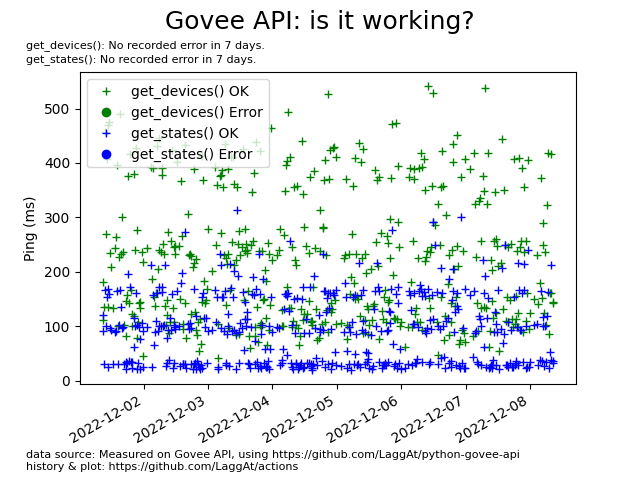 Govee API: is it working?
get_devices(): No recorded error in 7 days.
get_states(): No recorded error in 7 days.
get_devices() OK
get_devices() Error
get_states() OK
get_states() Error
Ping (ms)
500
400
300
200
100
0
2022-12-02
2022-12-03
2022-12-04
2022-12-05
2022-12-06
2022-12-07
2022-12-08
data source: Measured on Govee API, using https://github.com/LaggAt/python-govee-api
history & plot: https://github.com/LaggAt/actions